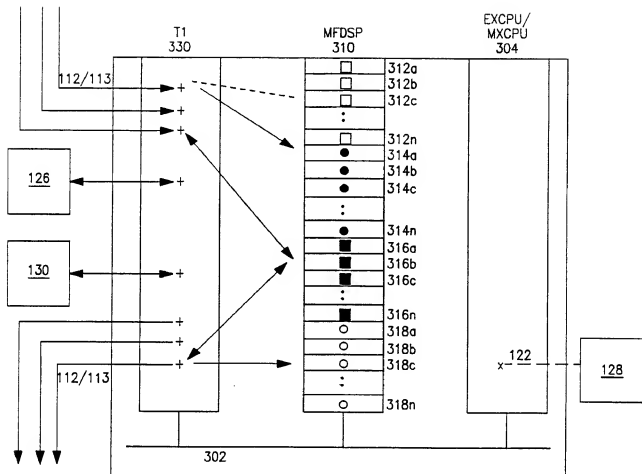 T1
330
MFDSP
310
EXCPU/
MXCPU
304
112/113
312a
312b
312c
312n
314a
314b
314c
314n
316a
316b
316c
316n
318a
318b
318c
318n
126
130
112/113
122
128
302